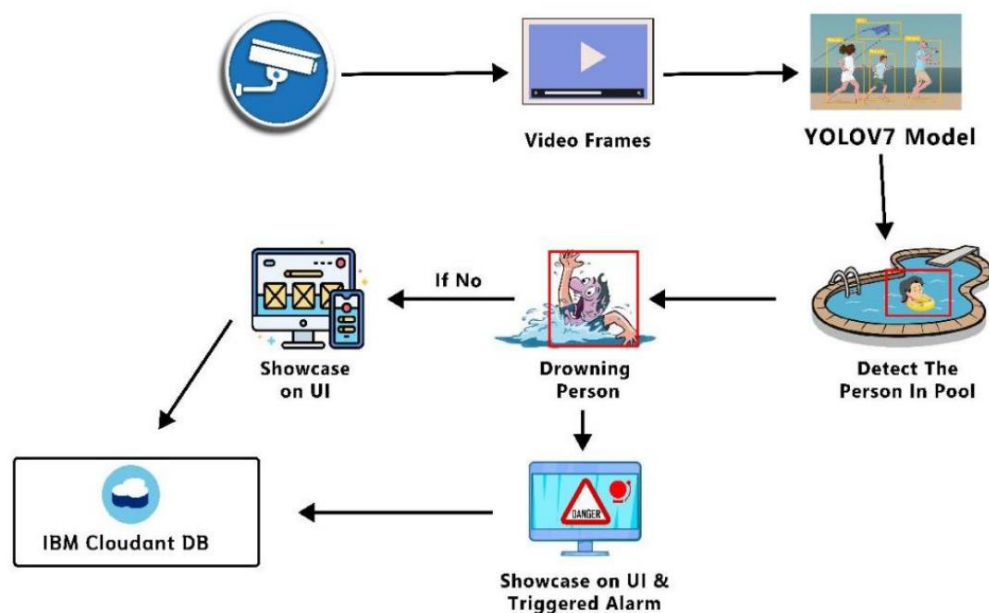 Video Frames
YOLOV7 Model
If No
Showcase
on UI
Drowning
Person
Detect The
Person In Pool
DANGER
IBM Cloudant DB
Showcase on UI &
Triggered Alarm